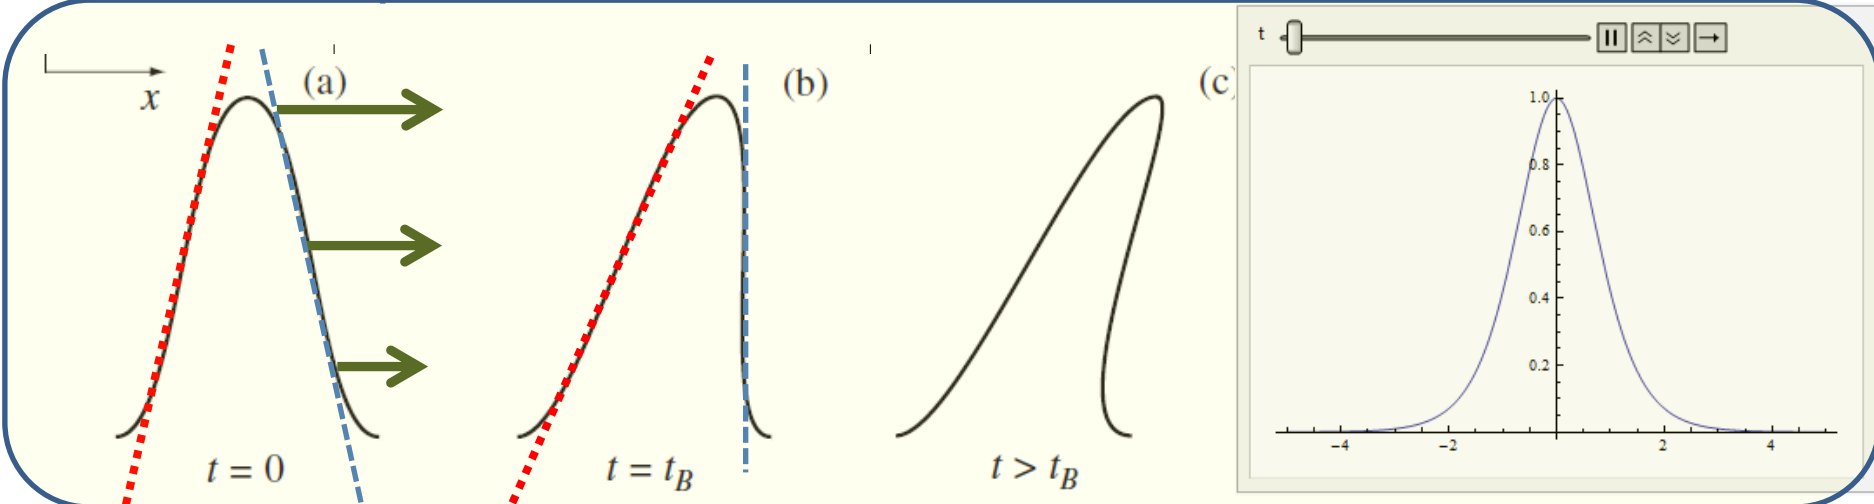 x
(a)
(b)
(c)
t = 0
t = t_B
t > t_B
t
1.0
0.8
0.6
0.4
0.2
−4
−2
2
4